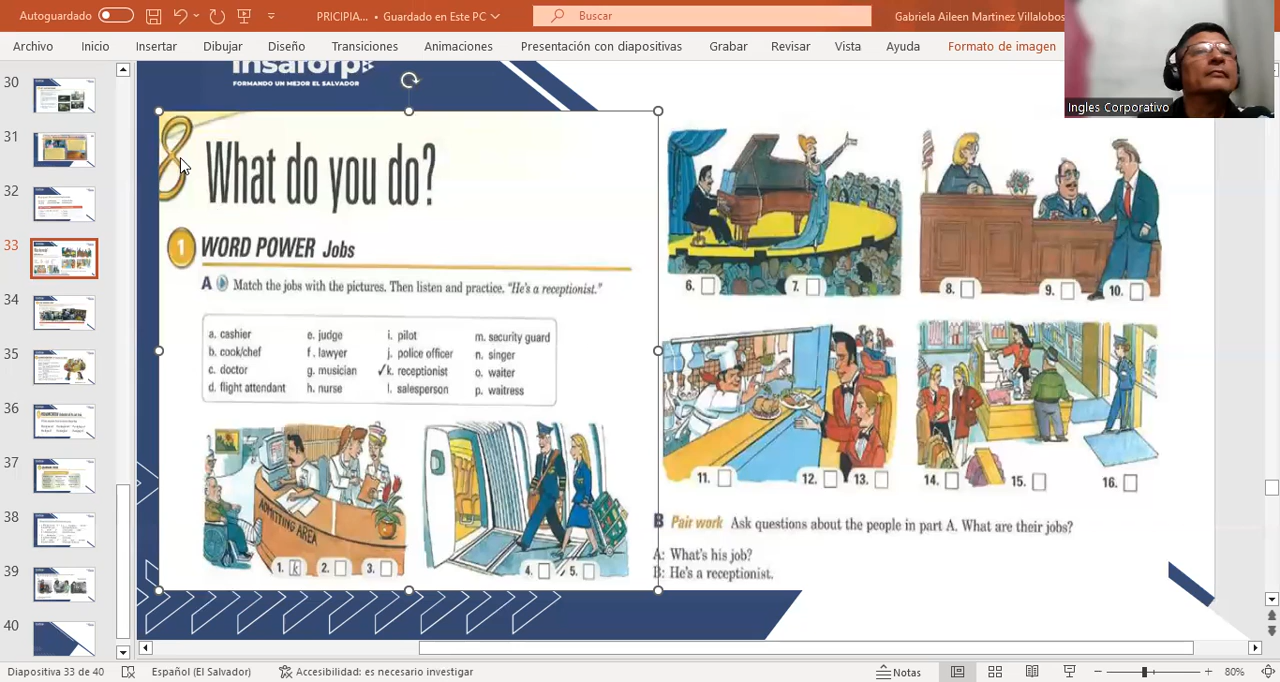 Autoguardado
PRICIPIA... • Guardado en Este PC
Buscar
Gabriela Aileen Martinez Villalobos
Archivo Inicio Insertar Dibujar Diseño Transiciones Animaciones Presentación con diapositivas Grabar Revisar Vista Ayuda Formato de imagen
Ingles Corporativo
30
31
32
33
34
35
36
37
38
39
40
insaforp
FORMANDO UN MEJOR EL SALVADOR
8 What do you do?
1 WORD POWER Jobs
A Match the jobs with the pictures. Then listen and practice. "He's a receptionist."
a. cashier e. judge i. pilot m. security guard
b. cook/chef f. lawyer j. police officer n. singer
c. doctor g. musician ✓k. receptionist o. waiter
d. flight attendant h. nurse l. salesperson p. waitress
ADMITTING AREA
1. k 2. 3.
4. 5.
6. 7.
8. 9. 10.
11. 12. 13.
14. 15. 16.
B Pair work Ask questions about the people in part A. What are their jobs?
A: What's his job?
B: He's a receptionist.
Diapositiva 33 de 40 Español (El Salvador) Accesibilidad: es necesario investigar Notas 80%